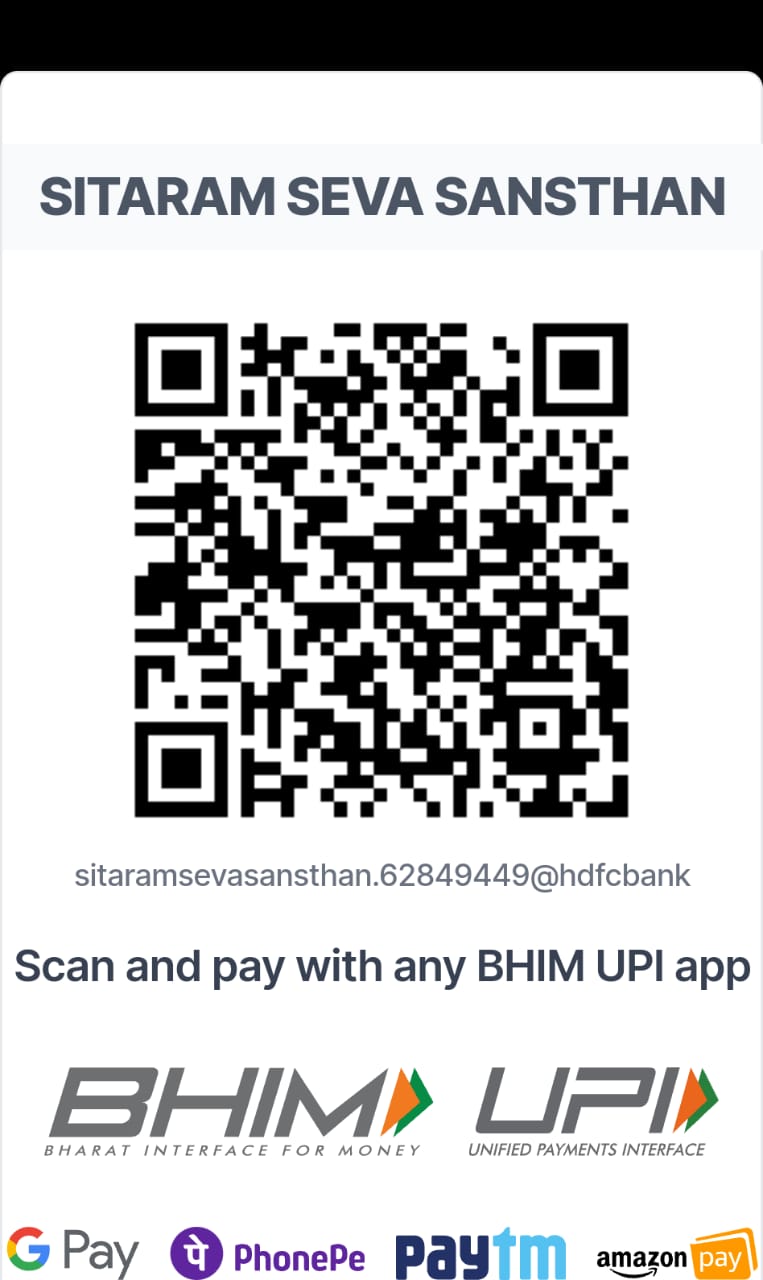 SITARAM SEVA SANSTHAN
sitaramsevasansthan.62849449@hdfcbank
Scan and pay with any BHIM UPI app
BHIM UPI
BHARAT INTERFACE FOR MONEY UNIFIED PAYMENTS INTERFACE
G Pay पे PhonePe paytm amazon pay